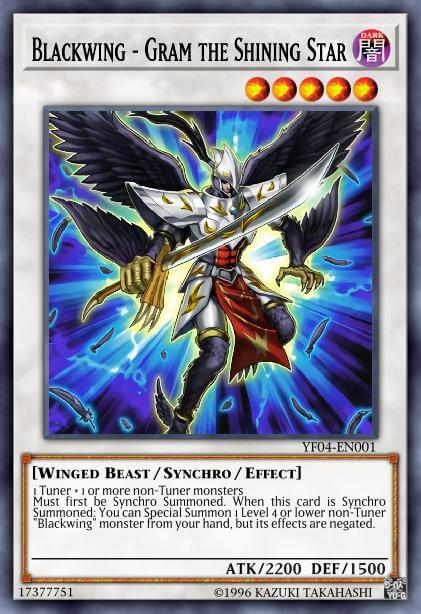 BLACKWING - GRAM THE SHINING STAR
DARK
闇
YF04-EN001
[WINGED BEAST / SYNCHRO / EFFECT]
1 Tuner + 1 or more non-Tuner monsters
Must first be Synchro Summoned. When this card is Synchro
Summoned: You can Special Summon 1 Level 4 or lower non-Tuner
"Blackwing" monster from your hand, but its effects are negated.
ATK/2200 DEF/1500
17377751
©1996 KAZUKI TAKAHASHI